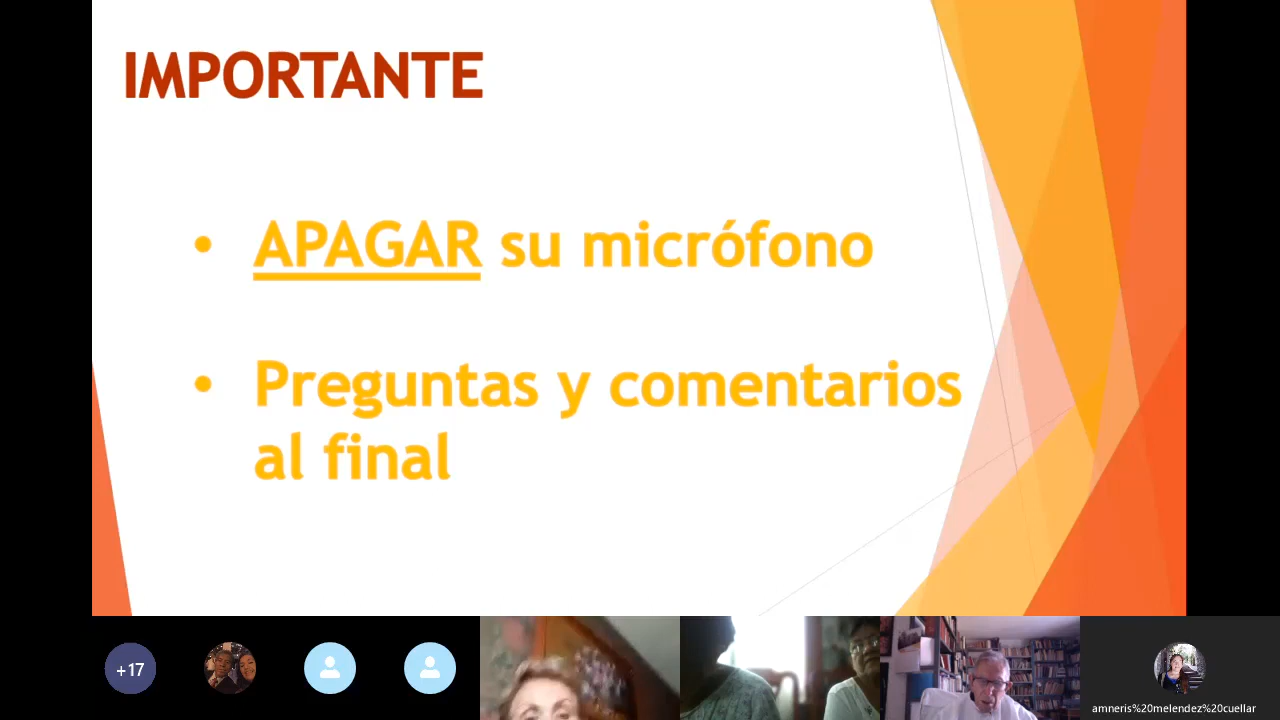 IMPORTANTE
• APAGAR su micrófono
• Preguntas y comentarios
al final
+17
amneris%20melendez%20cuellar